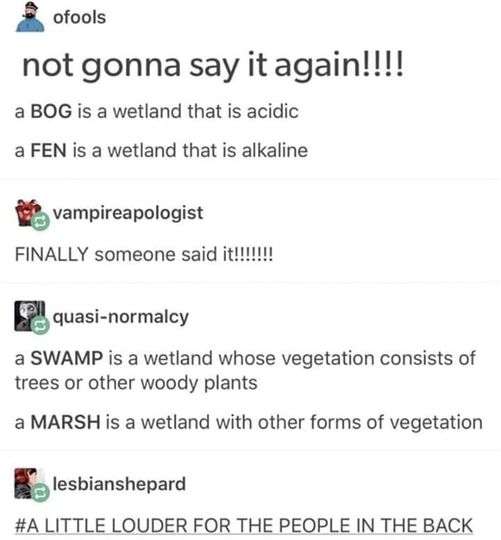 ofools
not gonna say it again!!!!
a BOG is a wetland that is acidic
a FEN is a wetland that is alkaline
vampireapologist
FINALLY someone said it!!!!!!!
quasi-normalcy
a SWAMP is a wetland whose vegetation consists of
trees or other woody plants
a MARSH is a wetland with other forms of vegetation
lesbianshepard
#A LITTLE LOUDER FOR THE PEOPLE IN THE BACK